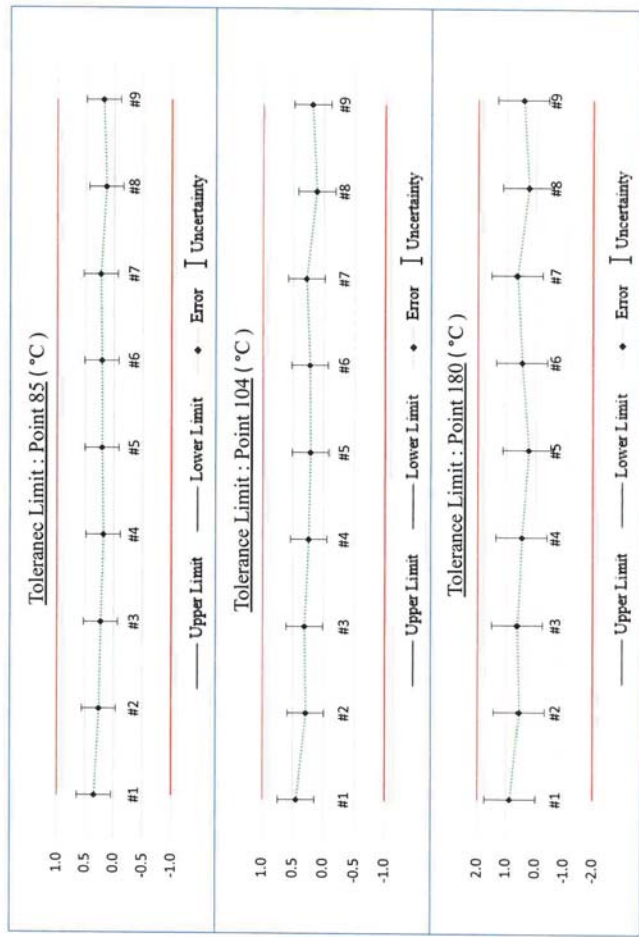 Toleranec Limit : Point 85 ( °C )
1.0
0.5
0.0
-0.5
-1.0
#1 #2 #3 #4 #5 #6 #7 #8 #9
Upper Limit Lower Limit Error Uncertainty
Tolerance Limit : Point 104 ( °C )
1.0
0.5
0.0
-0.5
-1.0
#1 #2 #3 #4 #5 #6 #7 #8 #9
Upper Limit Lower Limit Error Uncertainty
Tolerance Limit : Point 180 ( °C )
2.0
1.0
0.0
-1.0
-2.0
#1 #2 #3 #4 #5 #6 #7 #8 #9
Upper Limit Lower Limit Error Uncertainty